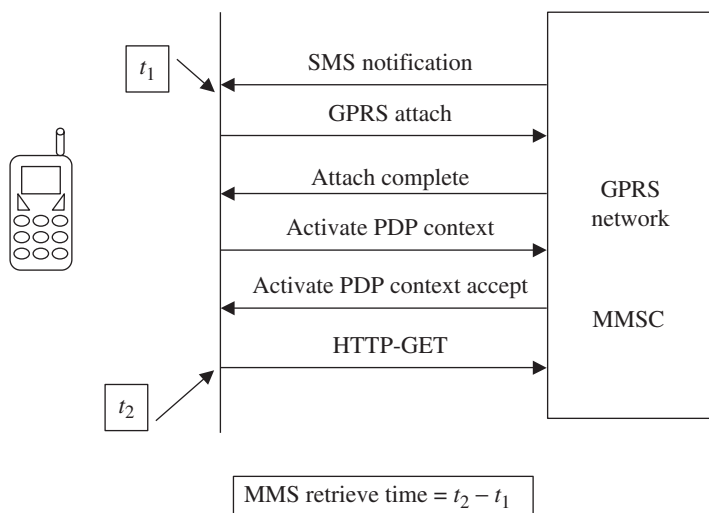 SMS notification
t₁
GPRS attach
Attach complete
GPRS
network
Activate PDP context
Activate PDP context accept
MMSC
HTTP-GET
t₂
MMS retrieve time = t₂ – t₁